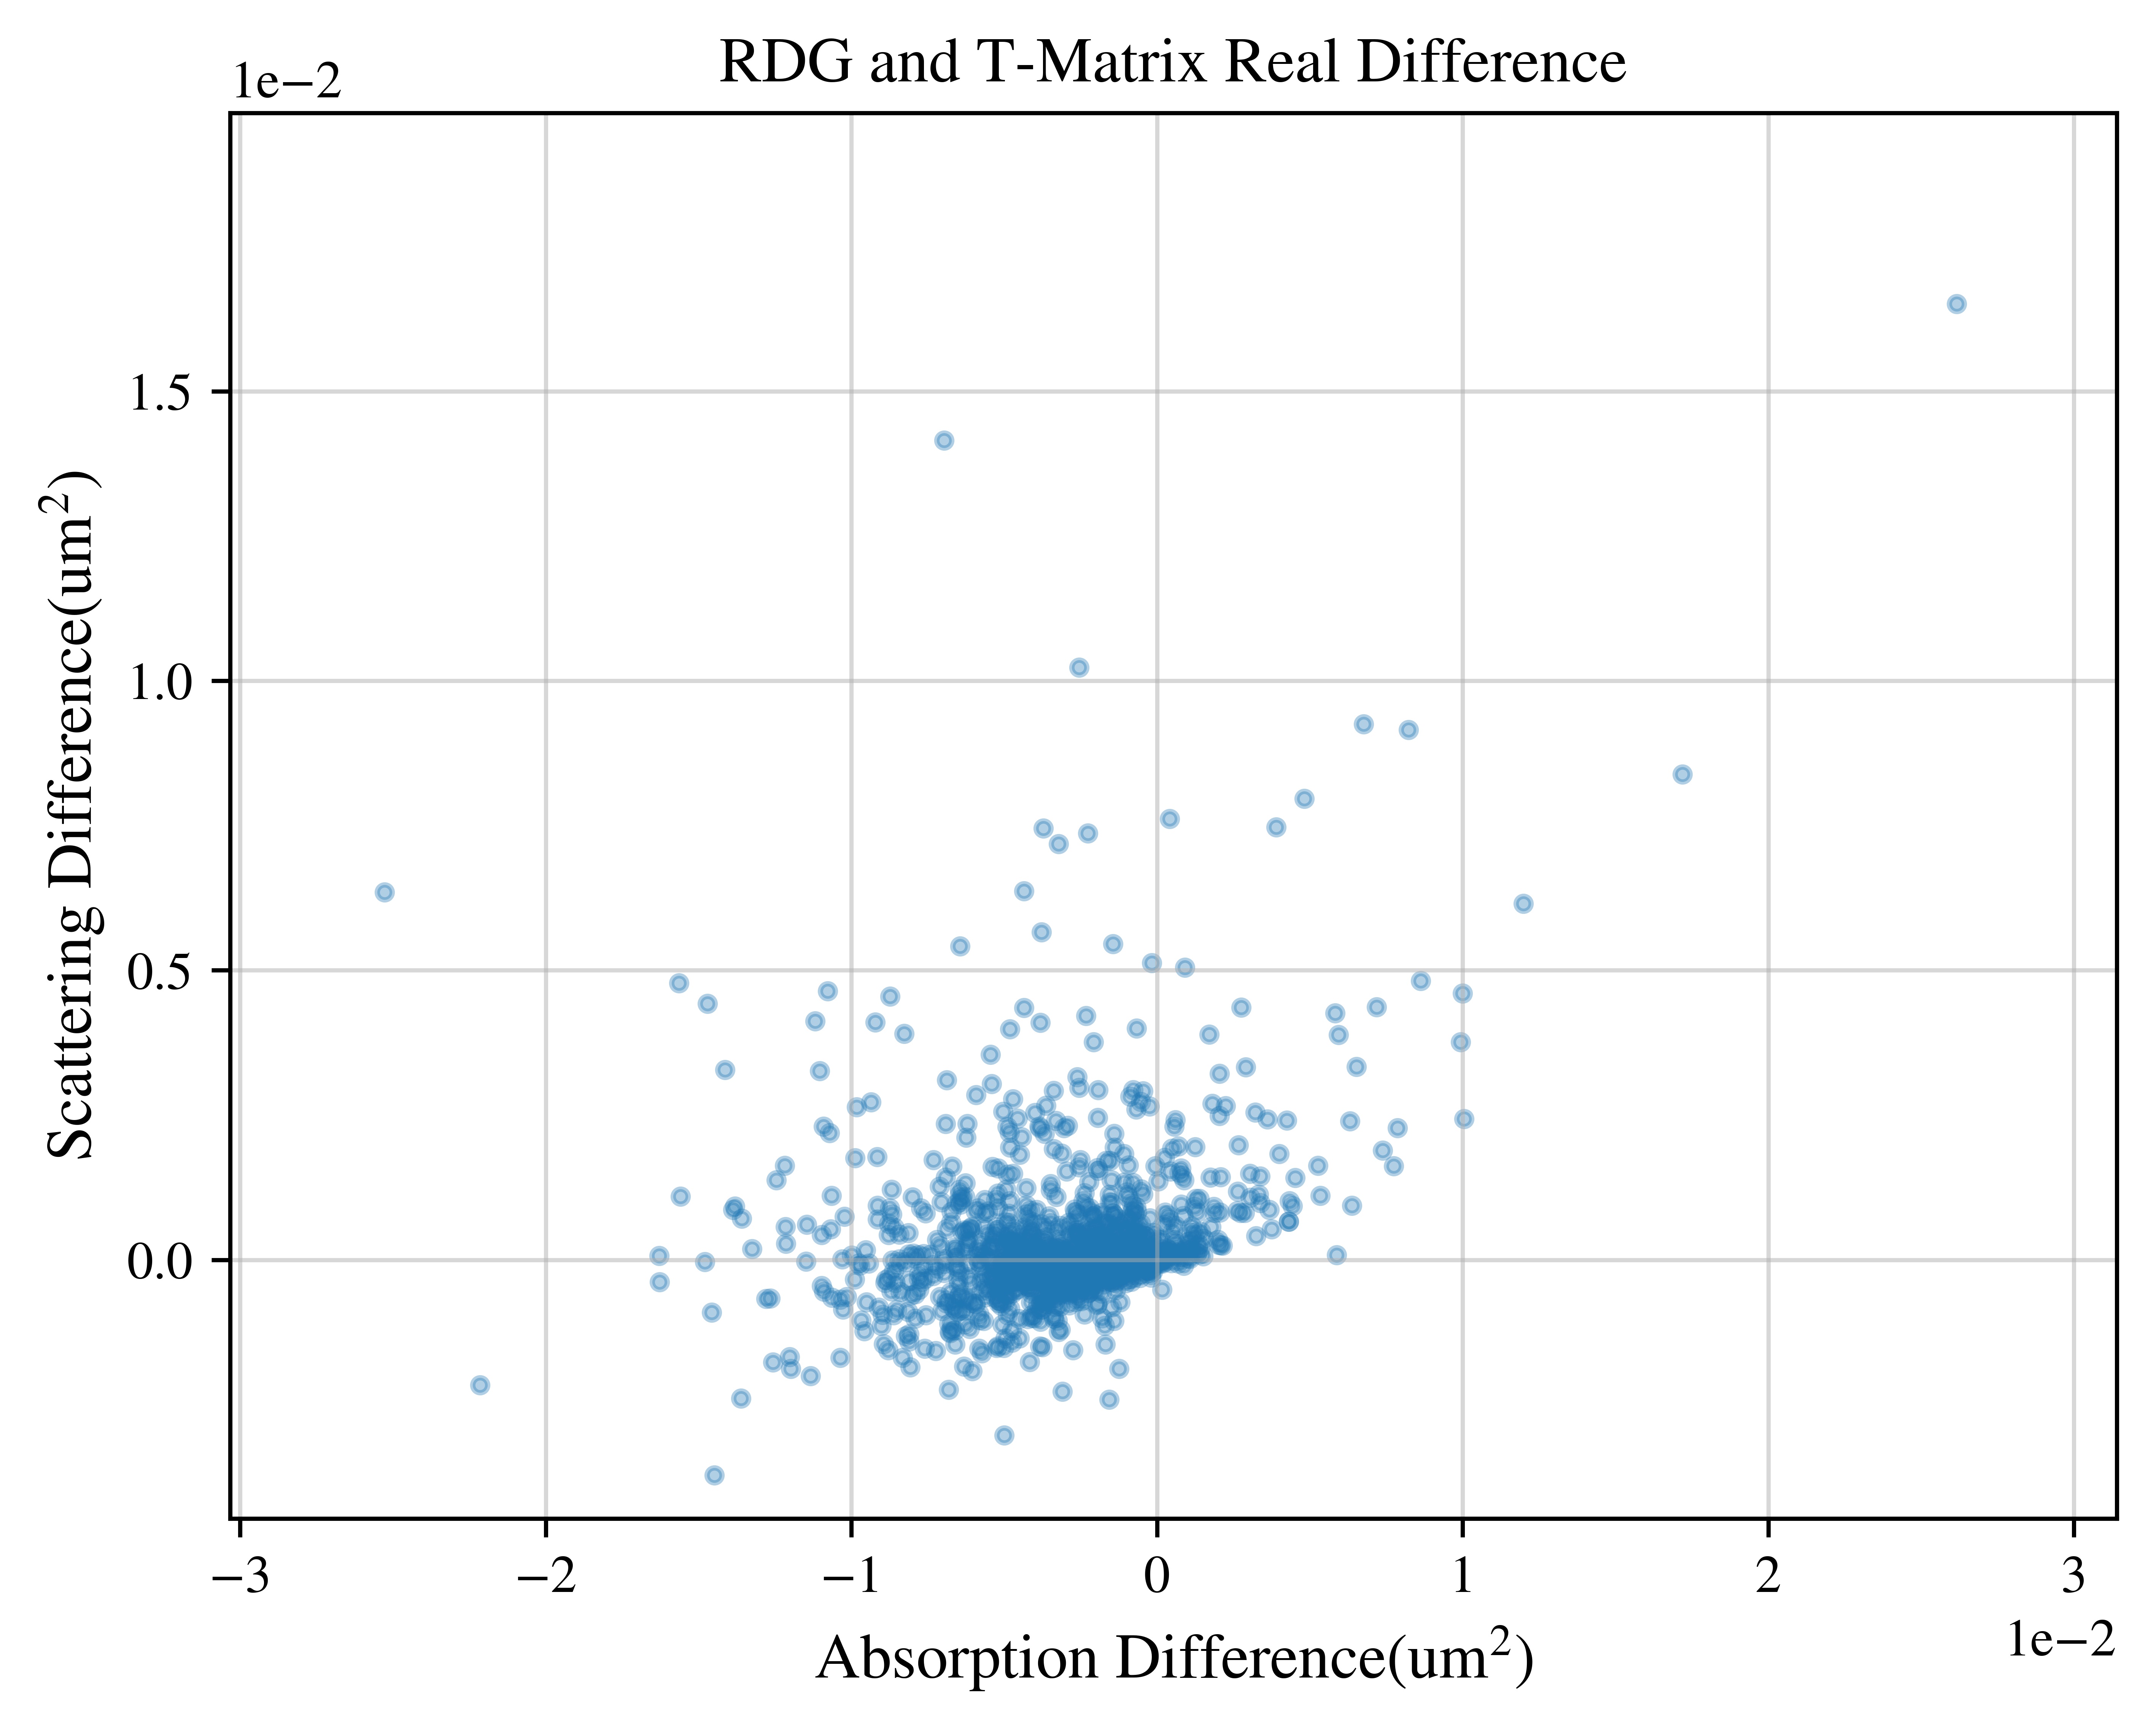 RDG and T-Matrix Real Difference
1e−2
1.5
1.0
0.5
0.0
Scattering Difference(um²)
−3 −2 −1 0 1 2 3
1e−2
Absorption Difference(um²)